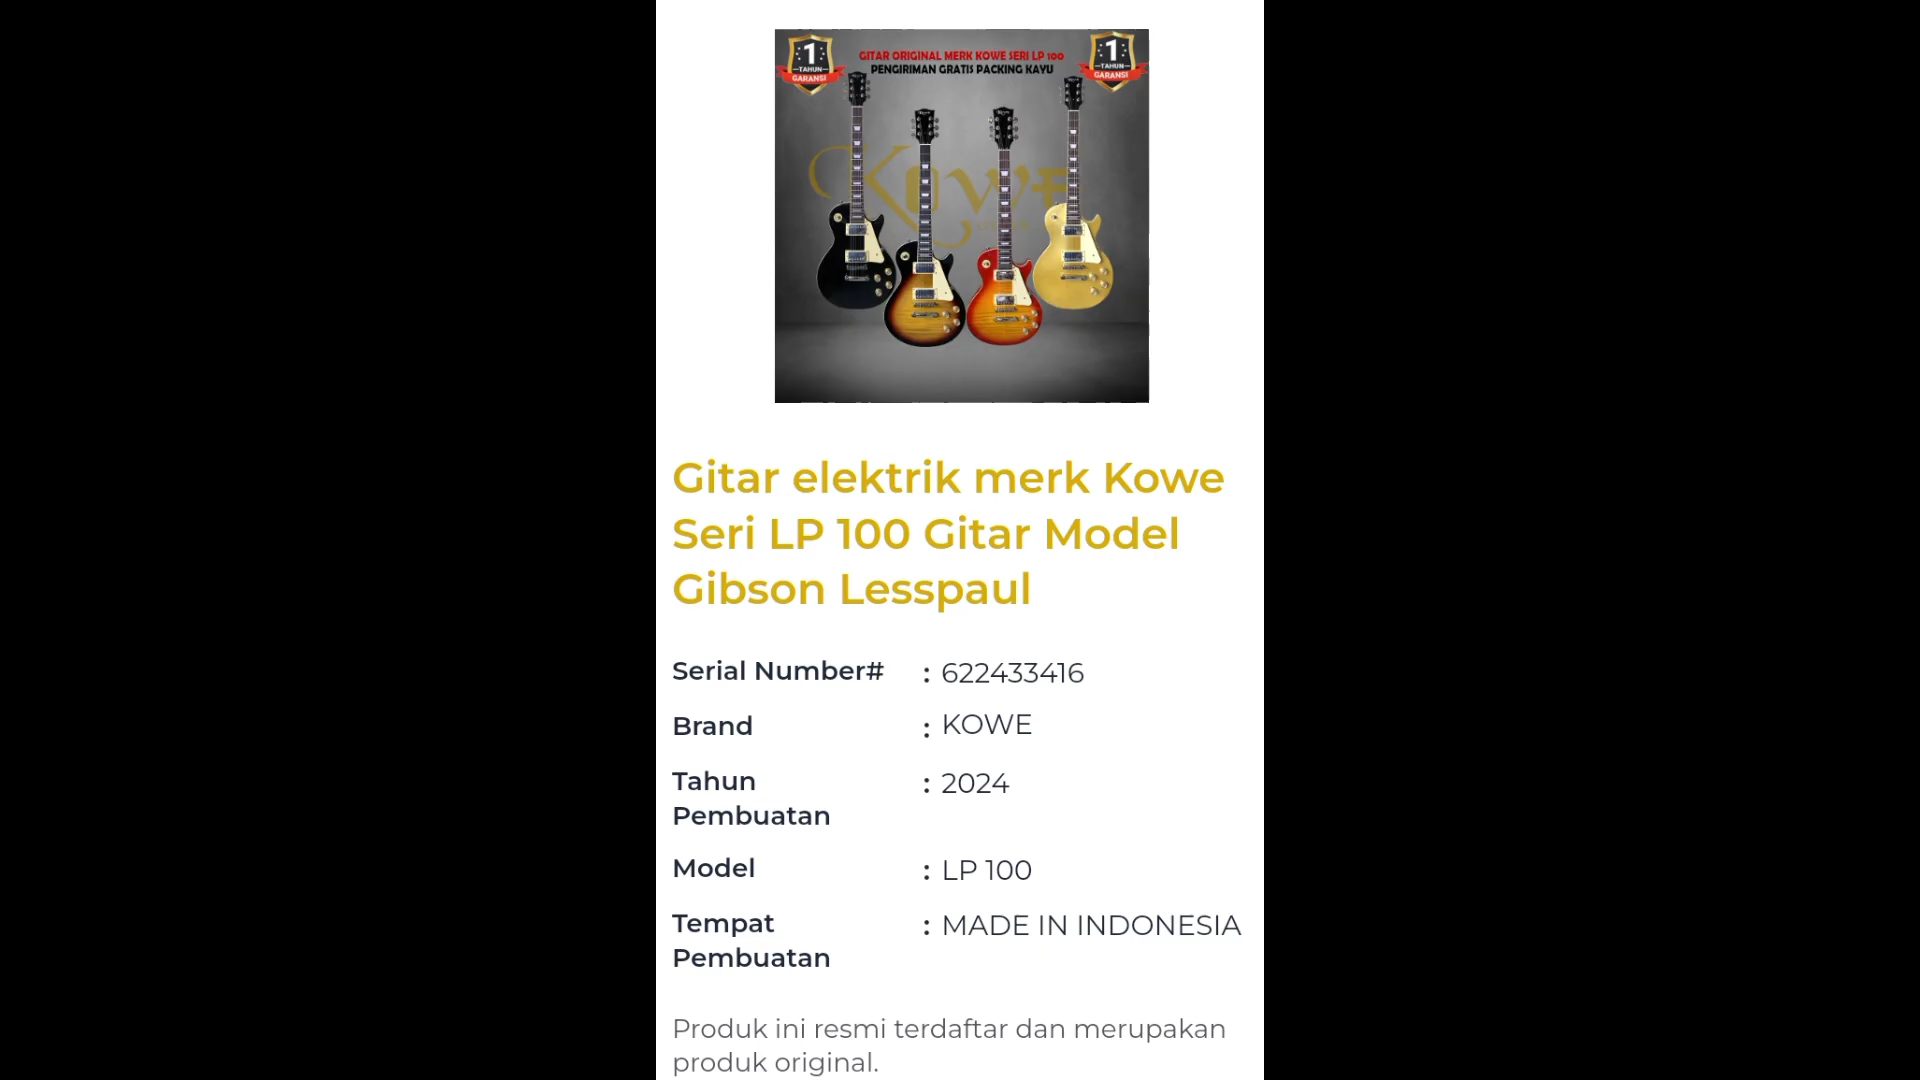 1
TAHUN
GARANSI
GITAR ORIGINAL MERK KOWE SERI LP 100
PENGIRIMAN GRATIS PACKING KAYU
1
TAHUN
GARANSI
Kowe
Gitar elektrik merk Kowe
Seri LP 100 Gitar Model
Gibson Lesspaul
Serial Number# : 622433416
Brand : KOWE
Tahun
Pembuatan : 2024
Model : LP 100
Tempat
Pembuatan : MADE IN INDONESIA
Produk ini resmi terdaftar dan merupakan
produk original.